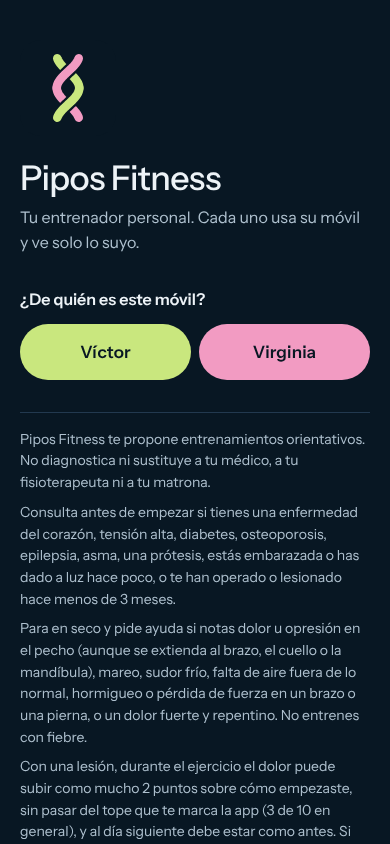 Pipos Fitness
Tu entrenador personal. Cada uno usa su móvil
y ve solo lo suyo.
¿De quién es este móvil?
Víctor
Virginia
Pipos Fitness te propone entrenamientos orientativos.
No diagnostica ni sustituye a tu médico, a tu
fisioterapeuta ni a tu matrona.
Consulta antes de empezar si tienes una enfermedad
del corazón, tensión alta, diabetes, osteoporosis,
epilepsia, asma, una prótesis, estás embarazada o has
dado a luz hace poco, o te han operado o lesionado
hace menos de 3 meses.
Para en seco y pide ayuda si notas dolor u opresión en
el pecho (aunque se extienda al brazo, el cuello o la
mandíbula), mareo, sudor frío, falta de aire fuera de lo
normal, hormigueo o pérdida de fuerza en un brazo o
una pierna, o un dolor fuerte y repentino. No entrenes
con fiebre.
Con una lesión, durante el ejercicio el dolor puede
subir como mucho 2 puntos sobre cómo empezaste,
sin pasar del tope que te marca la app (3 de 10 en
general), y al día siguiente debe estar como antes. Si